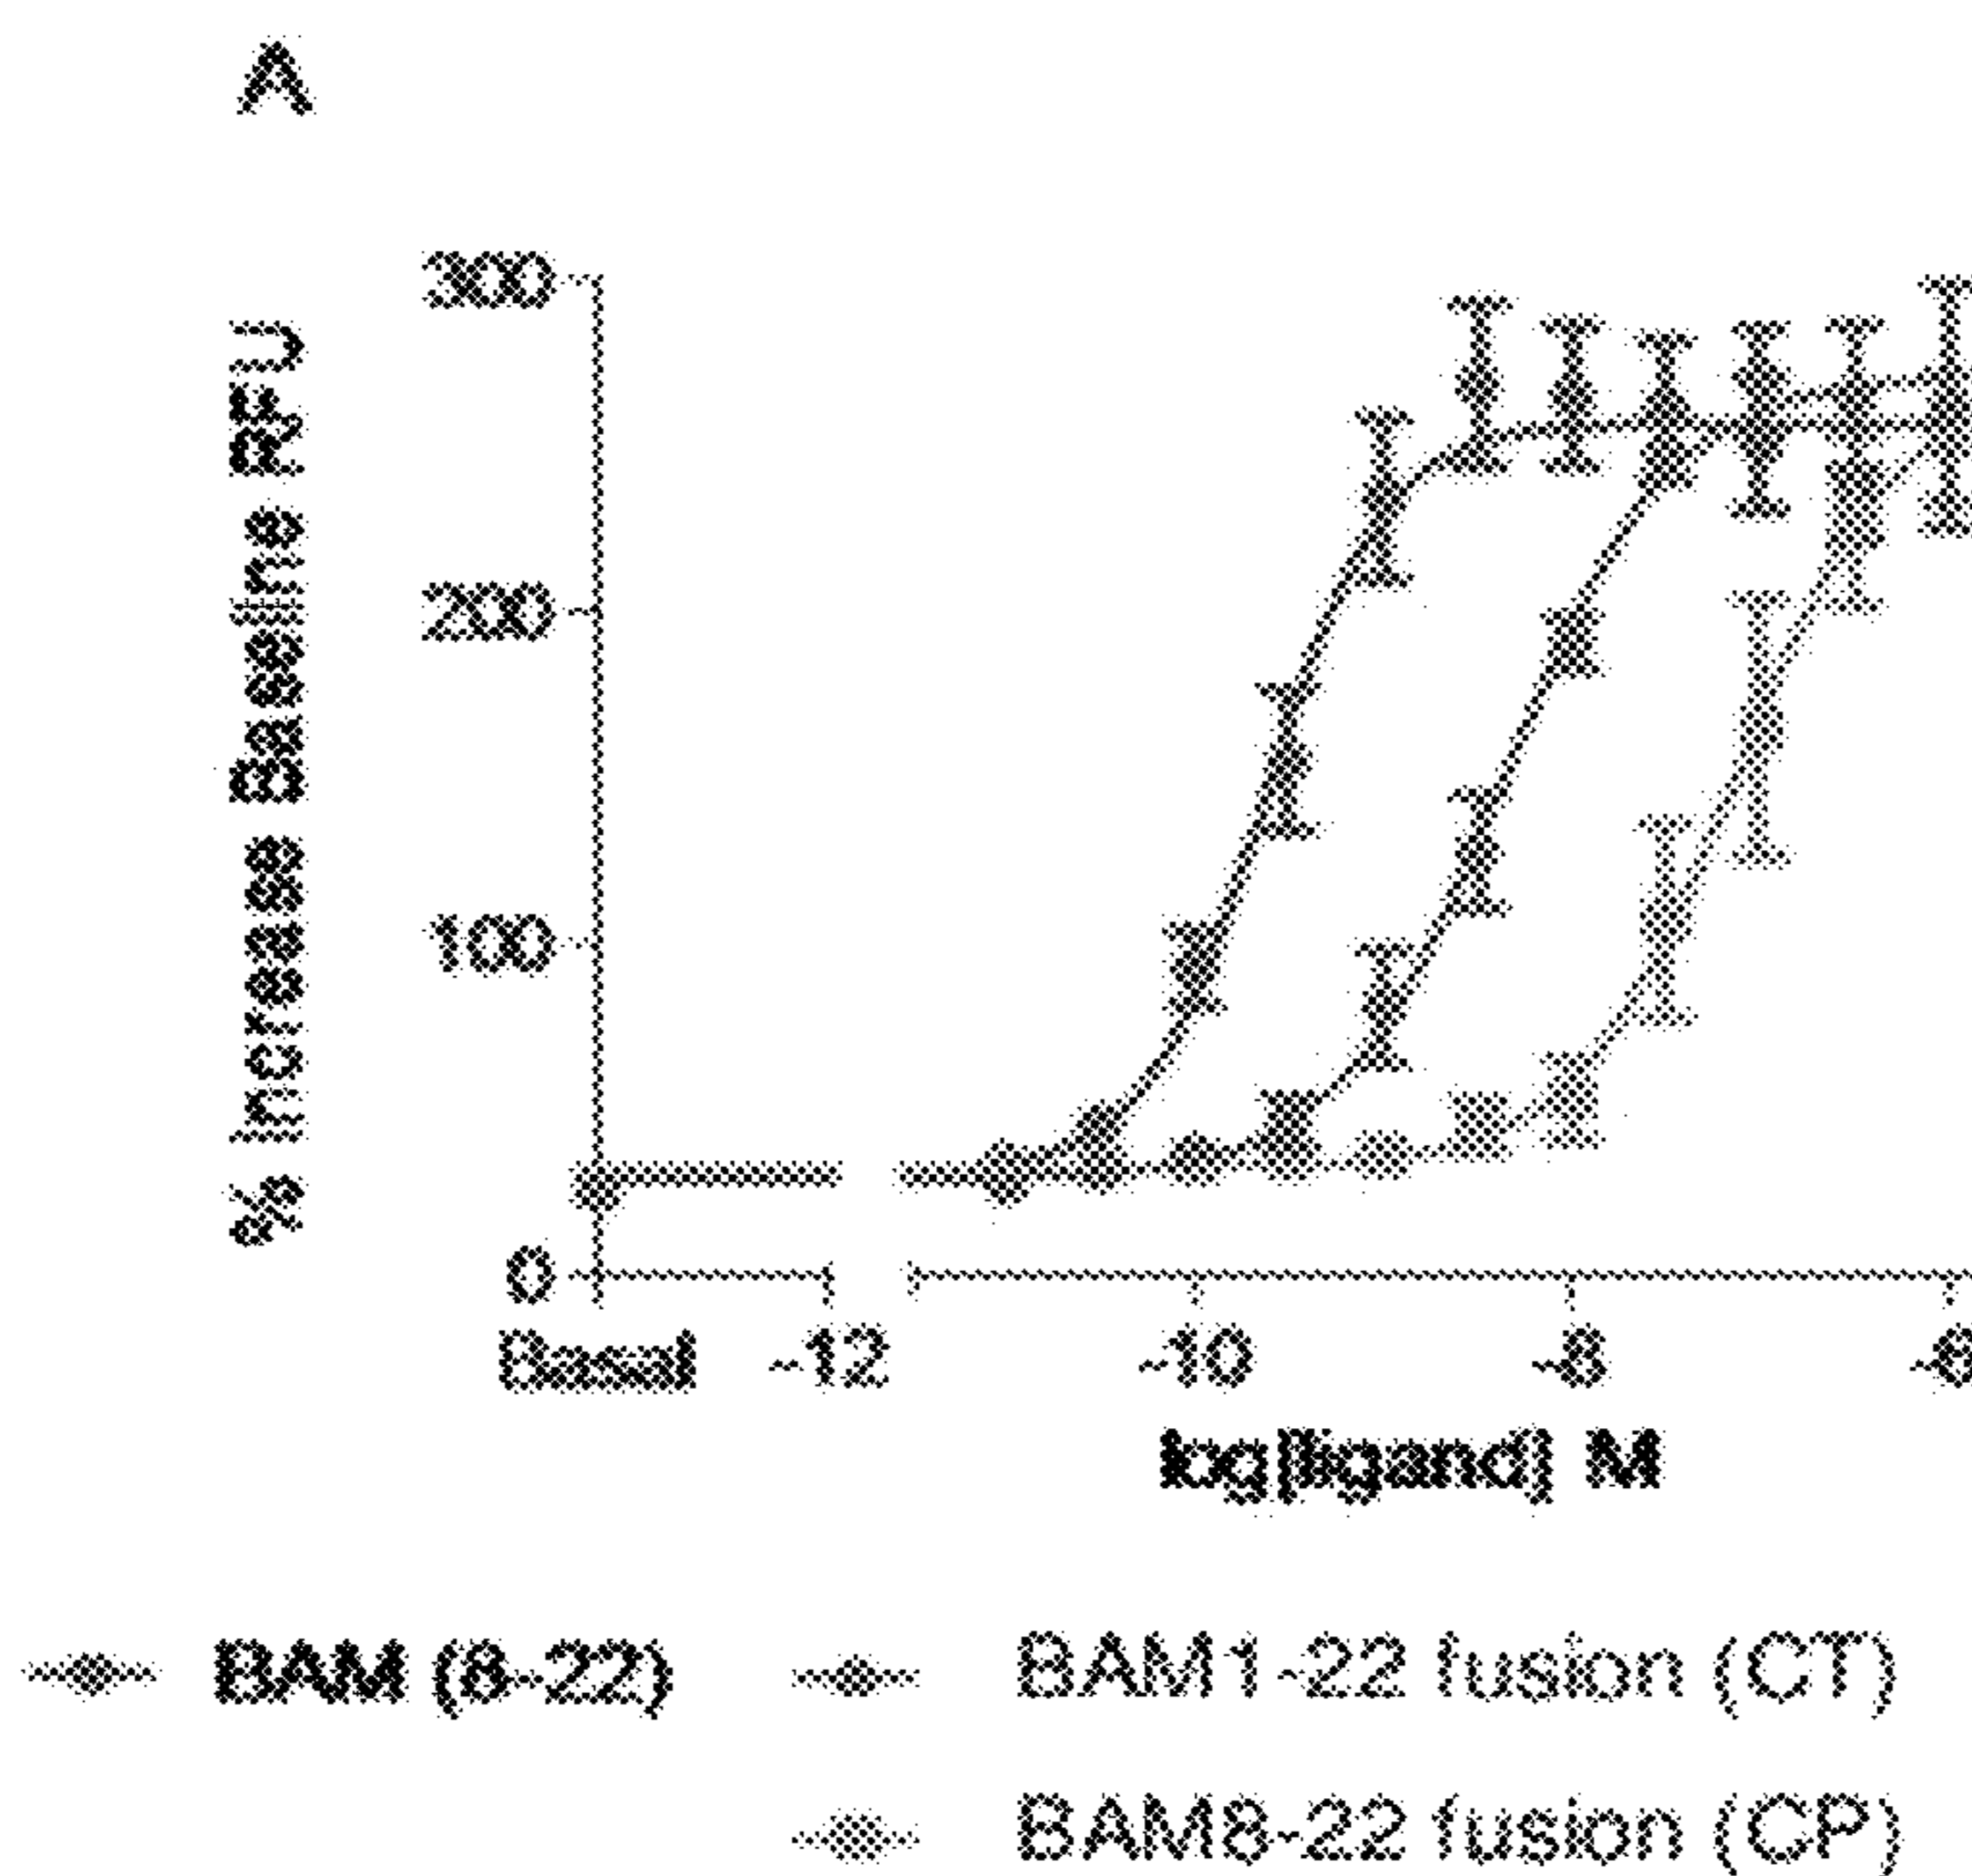 A
% Increase Baseline RFU
300
200
100
0
Basal -12 -10 -8 -6
log[ligand] M
BAM (8-22) BAM1-22 fusion (CT)
BAM8-22 fusion (CP)